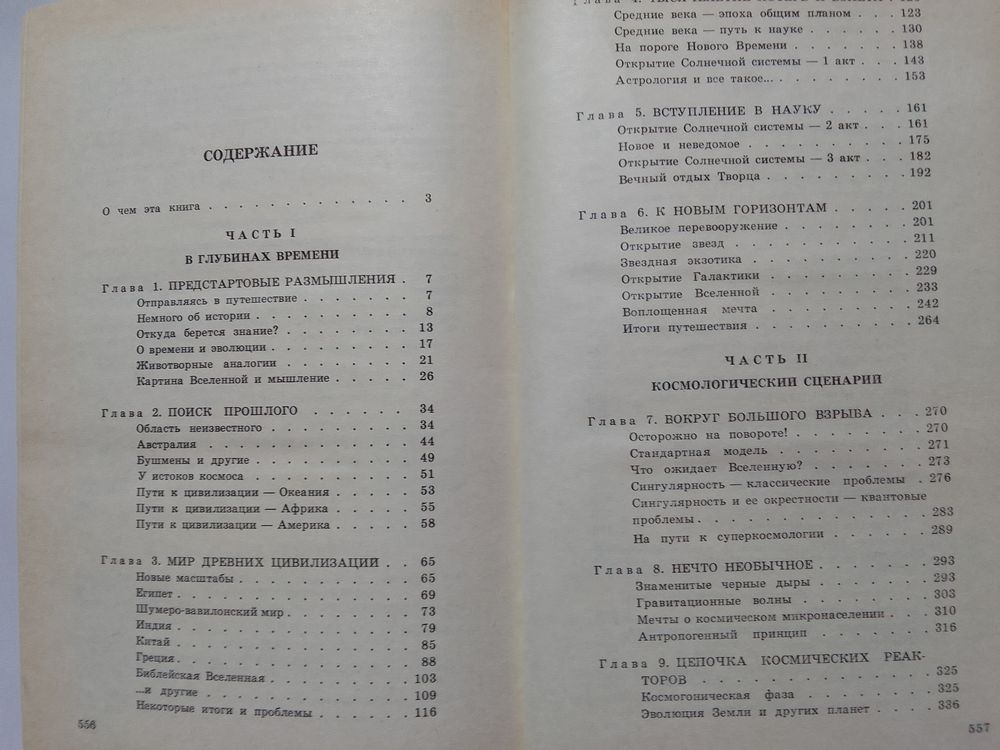 СОДЕРЖАНИЕ
О чем эта книга . . . . . . . . . . . . . 3
ЧАСТЬ I
В ГЛУБИНАХ ВРЕМЕНИ
Глава 1. ПРЕДСТАРТОВЫЕ РАЗМЫШЛЕНИЯ . 7
Отправляясь в путешествие . . . . . . . 7
Немного об истории . . . . . . . . . . 8
Откуда берется знание? . . . . . . . . 13
О времени и эволюции . . . . . . . . . 17
Животворные аналогии . . . . . . . . 21
Картина Вселенной и мышление . . . . . 26
Глава 2. ПОИСК ПРОШЛОГО . . . . . . 34
Область неизвестного . . . . . . . . . 34
Австралия . . . . . . . . . . . . . 44
Бушмены и другие . . . . . . . . . . 49
У истоков космоса . . . . . . . . . . 51
Пути к цивилизации — Океания . . . . . 53
Пути к цивилизации — Африка . . . . . 55
Пути к цивилизации — Америка . . . . . 58
Глава 3. МИР ДРЕВНИХ ЦИВИЛИЗАЦИЙ . . 65
Новые масштабы . . . . . . . . . . . 65
Египет . . . . . . . . . . . . . . . 69
Шумеро-вавилонский мир . . . . . . . . 73
Индия . . . . . . . . . . . . . . . 79
Китай . . . . . . . . . . . . . . . 85
Греция . . . . . . . . . . . . . . . 88
Библейская Вселенная . . . . . . . . . 103
...и другие . . . . . . . . . . . . . 109
Некоторые итоги и проблемы . . . . . . 116
556
Средние века — эпоха общим планом . . . 123
Средние века — путь к науке . . . . . . 130
На пороге Нового Времени . . . . . . . 138
Открытие Солнечной системы — 1 акт . . . 143
Астрология и все такое... . . . . . . . . 153
Глава 5. ВСТУПЛЕНИЕ В НАУКУ . . . . . 161
Открытие Солнечной системы — 2 акт . . . 161
Новое и неведомое . . . . . . . . . . 175
Открытие Солнечной системы — 3 акт . . . 182
Вечный отдых Творца . . . . . . . . . 192
Глава 6. К НОВЫМ ГОРИЗОНТАМ . . . . . 201
Великое перевооружение . . . . . . . . 201
Открытие звезд . . . . . . . . . . . 211
Звездная экзотика . . . . . . . . . . 220
Открытие Галактики . . . . . . . . . 229
Открытие Вселенной . . . . . . . . . 233
Воплощенная мечта . . . . . . . . . . 242
Итоги путешествия . . . . . . . . . . 264
ЧАСТЬ II
КОСМОЛОГИЧЕСКИЙ СЦЕНАРИЙ
Глава 7. ВОКРУГ БОЛЬШОГО ВЗРЫВА . . . 270
Осторожно на повороте! . . . . . . . . 270
Стандартная модель . . . . . . . . . 271
Что ожидает Вселенную? . . . . . . . 273
Сингулярность — классические проблемы . 276
Сингулярность и ее окрестности — квантовые
проблемы . . . . . . . . . . . . . . 283
На пути к суперкосмологии . . . . . . . 289
Глава 8. НЕЧТО НЕОБЫЧНОЕ . . . . . . 293
Знаменитые черные дыры . . . . . . . 293
Гравитационные волны . . . . . . . . 303
Мечты о космическом микронаселении . . 310
Антропогенный принцип . . . . . . . 316
Глава 9. ЦЕПОЧКА КОСМИЧЕСКИХ РЕАК-
ТОРОВ . . . . . . . . . . . . . . 325
Космогоническая фаза . . . . . . . . 325
Эволюция Земли и других планет . . . . 336
557